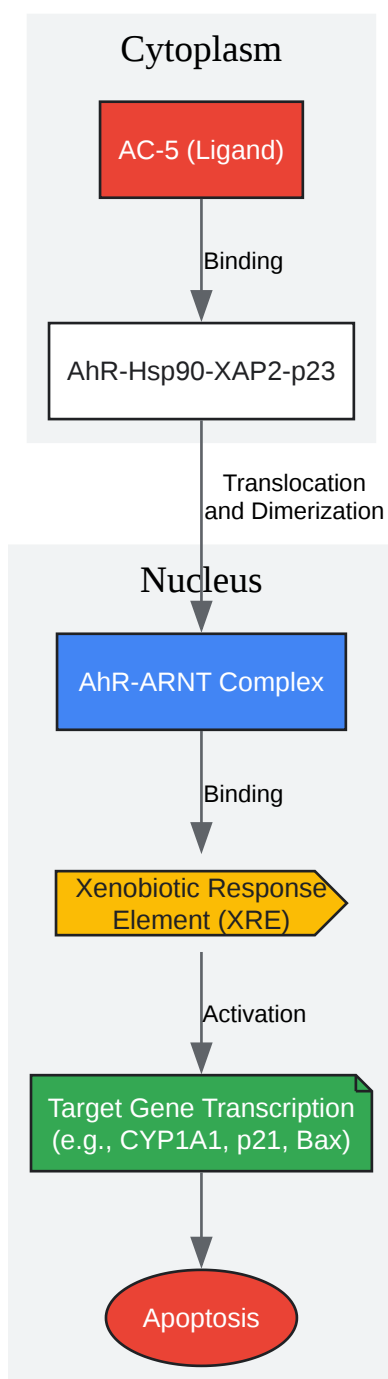 Cytoplasm
AC-5 (Ligand)
Binding
AhR-Hsp90-XAP2-p23
Translocation
and Dimerization
Nucleus
AhR-ARNT Complex
Binding
Xenobiotic Response
Element (XRE)
Activation
Target Gene Transcription
(e.g., CYP1A1, p21, Bax)
Apoptosis